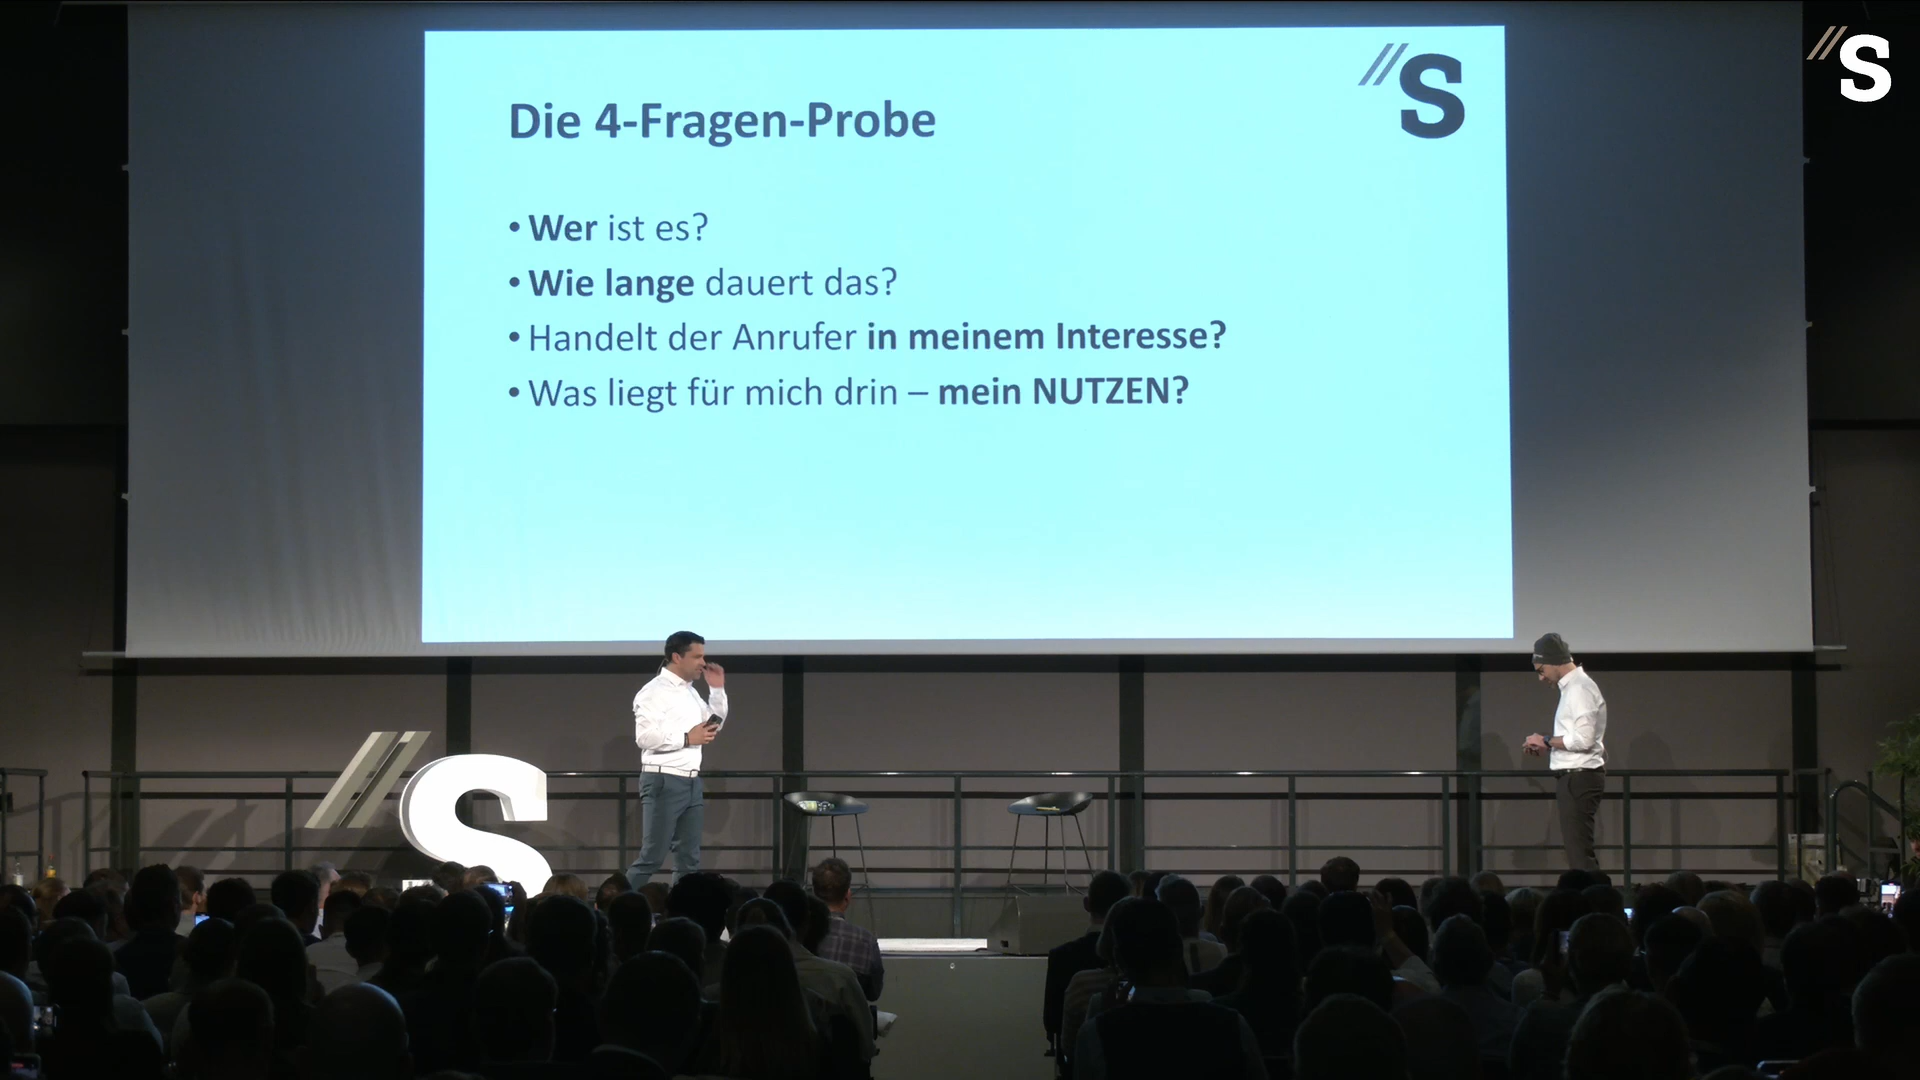 Die 4-Fragen-Probe
//S
//S
• Wer ist es?
• Wie lange dauert das?
• Handelt der Anrufer in meinem Interesse?
• Was liegt für mich drin – mein NUTZEN?
//S